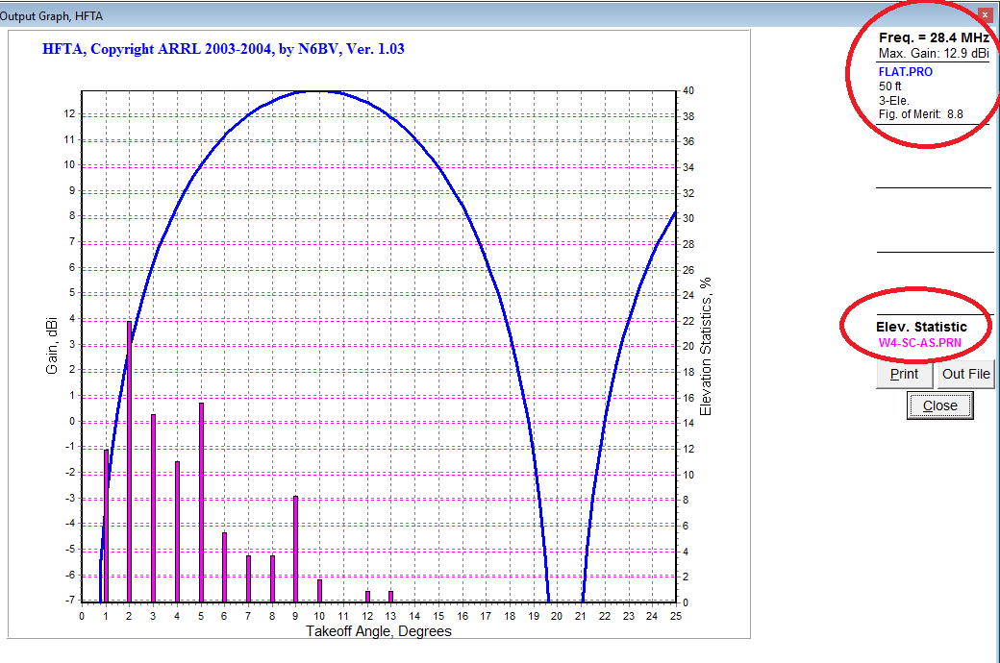 Output Graph, HFTA
x
HFTA, Copyright ARRL 2003-2004, by N6BV, Ver. 1.03
Freq. = 28.4 MHz
Max. Gain: 12.9 dBi
FLAT.PRO
50 ft
3-Ele.
Fig. of Merit: 8.8
Elev. Statistic
W4-SC-AS.PRN
Print
Out File
Close
Gain, dBi
12
11
10
9
8
7
6
5
4
3
2
1
0
-1
-2
-3
-4
-5
-6
-7
40
38
36
34
32
30
28
26
24
22
20
18
16
14
12
10
8
6
4
2
0
Elevation Statistics, %
0 1 2 3 4 5 6 7 8 9 10 11 12 13 14 15 16 17 18 19 20 21 22 23 24 25
Takeoff Angle, Degrees